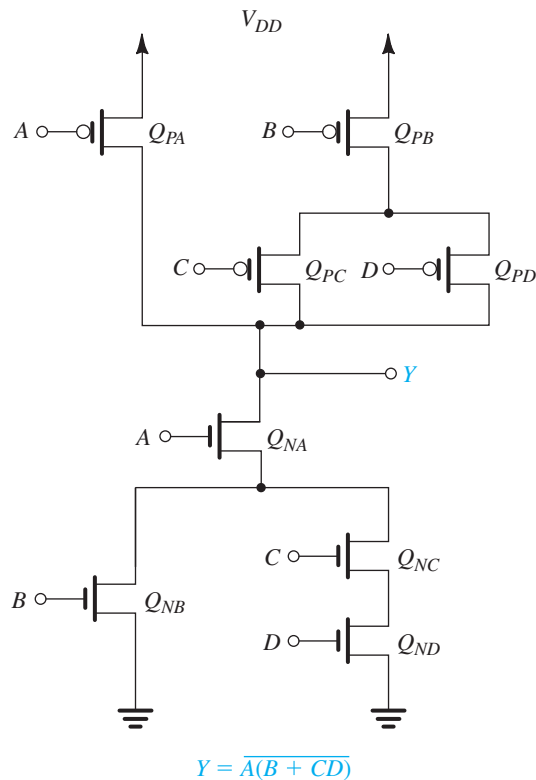 V_DD
A Q_PA B Q_PB
C Q_PC D Q_PD
Y
A Q_NA
C Q_NC
B Q_NB
D Q_ND
Y = \overline{A(B + CD)}